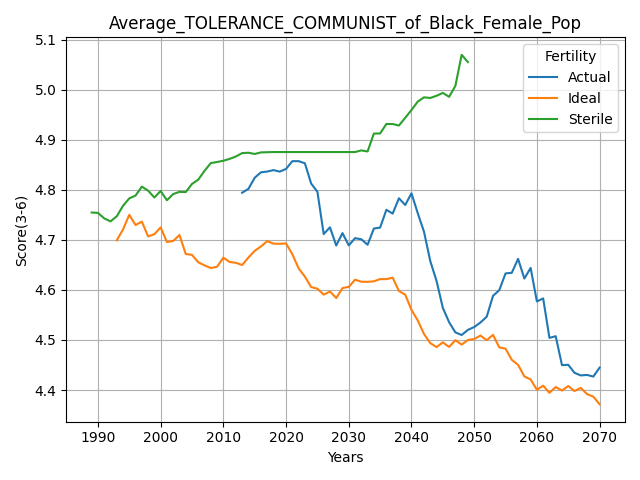 Average_TOLERANCE_COMMUNIST_of_Black_Female_Pop
5.1
5.0
4.9
4.8
4.7
4.6
4.5
4.4
Score(3-6)
Fertility
Actual
Ideal
Sterile
1990 2000 2010 2020 2030 2040 2050 2060 2070
Years